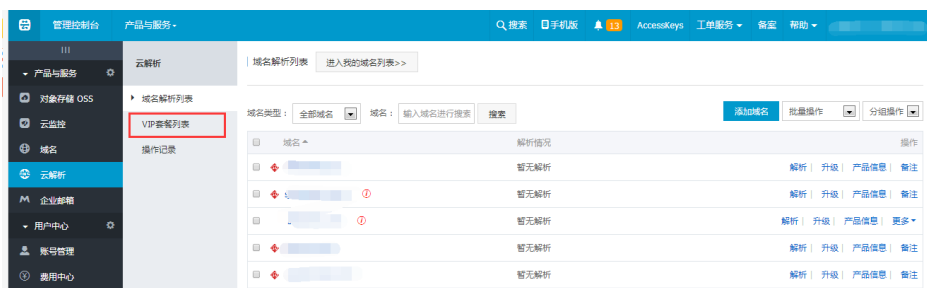 管理控制台 产品与服务 搜索 手机版 13 AccessKeys 工单服务 备案 帮助
产品与服务
对象存储 OSS
云监控
域名
云解析
企业邮箱
用户中心
账号管理
费用中心
云解析
域名解析列表
VIP套餐列表
操作记录
域名解析列表 进入我的域名列表>>
域名类型： 全部域名 域名： 输入域名进行搜索 搜索 添加域名 批量操作 分组操作
域名 解析情况 操作
暂无解析 解析 | 升级 | 产品信息 | 备注
暂无解析 解析 | 升级 | 产品信息 | 备注
暂无解析 解析 | 升级 | 产品信息 | 更多
暂无解析 解析 | 升级 | 产品信息 | 备注
暂无解析 解析 | 升级 | 产品信息 | 备注